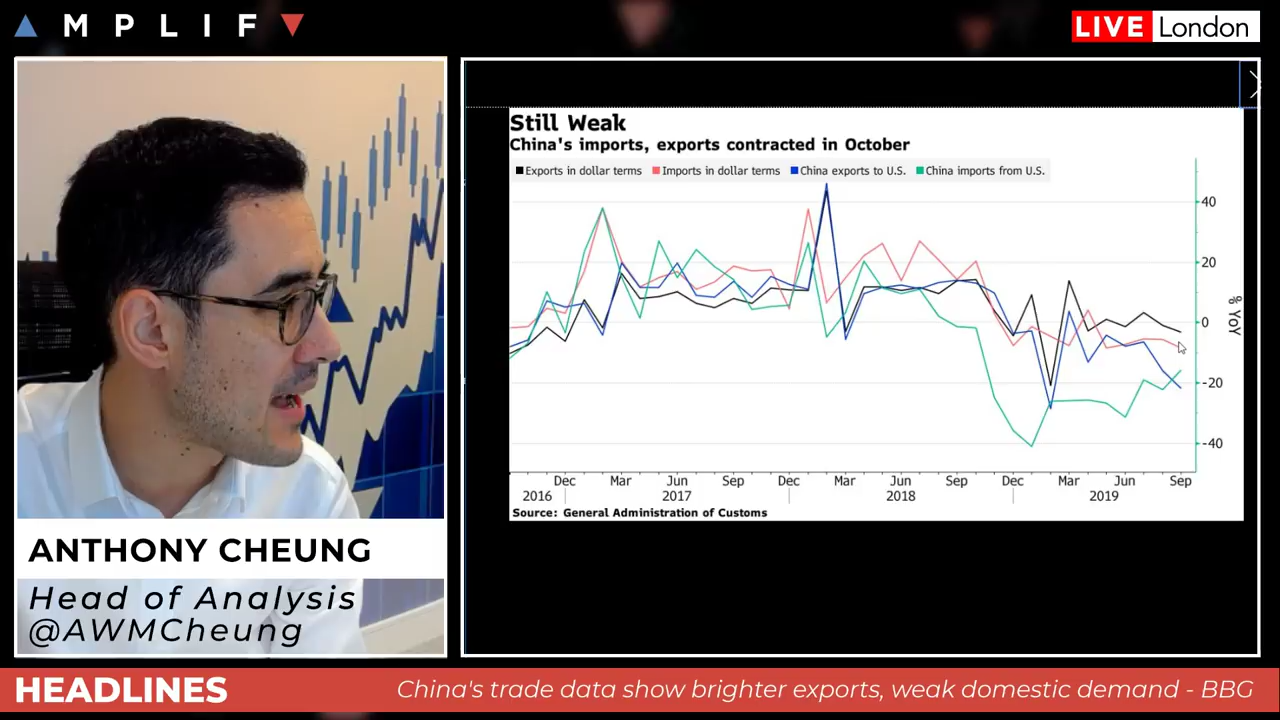 AMPLIFY
LIVE London
Still Weak
China's imports, exports contracted in October
Exports in dollar terms Imports in dollar terms China exports to U.S. China imports from U.S.
40
20
0
-20
-40
% YoY
Dec Mar Jun Sep Dec Mar Jun Sep Dec Mar Jun Sep
2016 2017 2018 2019
Source: General Administration of Customs
ANTHONY CHEUNG
Head of Analysis
@AWMCheung
HEADLINES
China's trade data show brighter exports, weak domestic demand - BBG